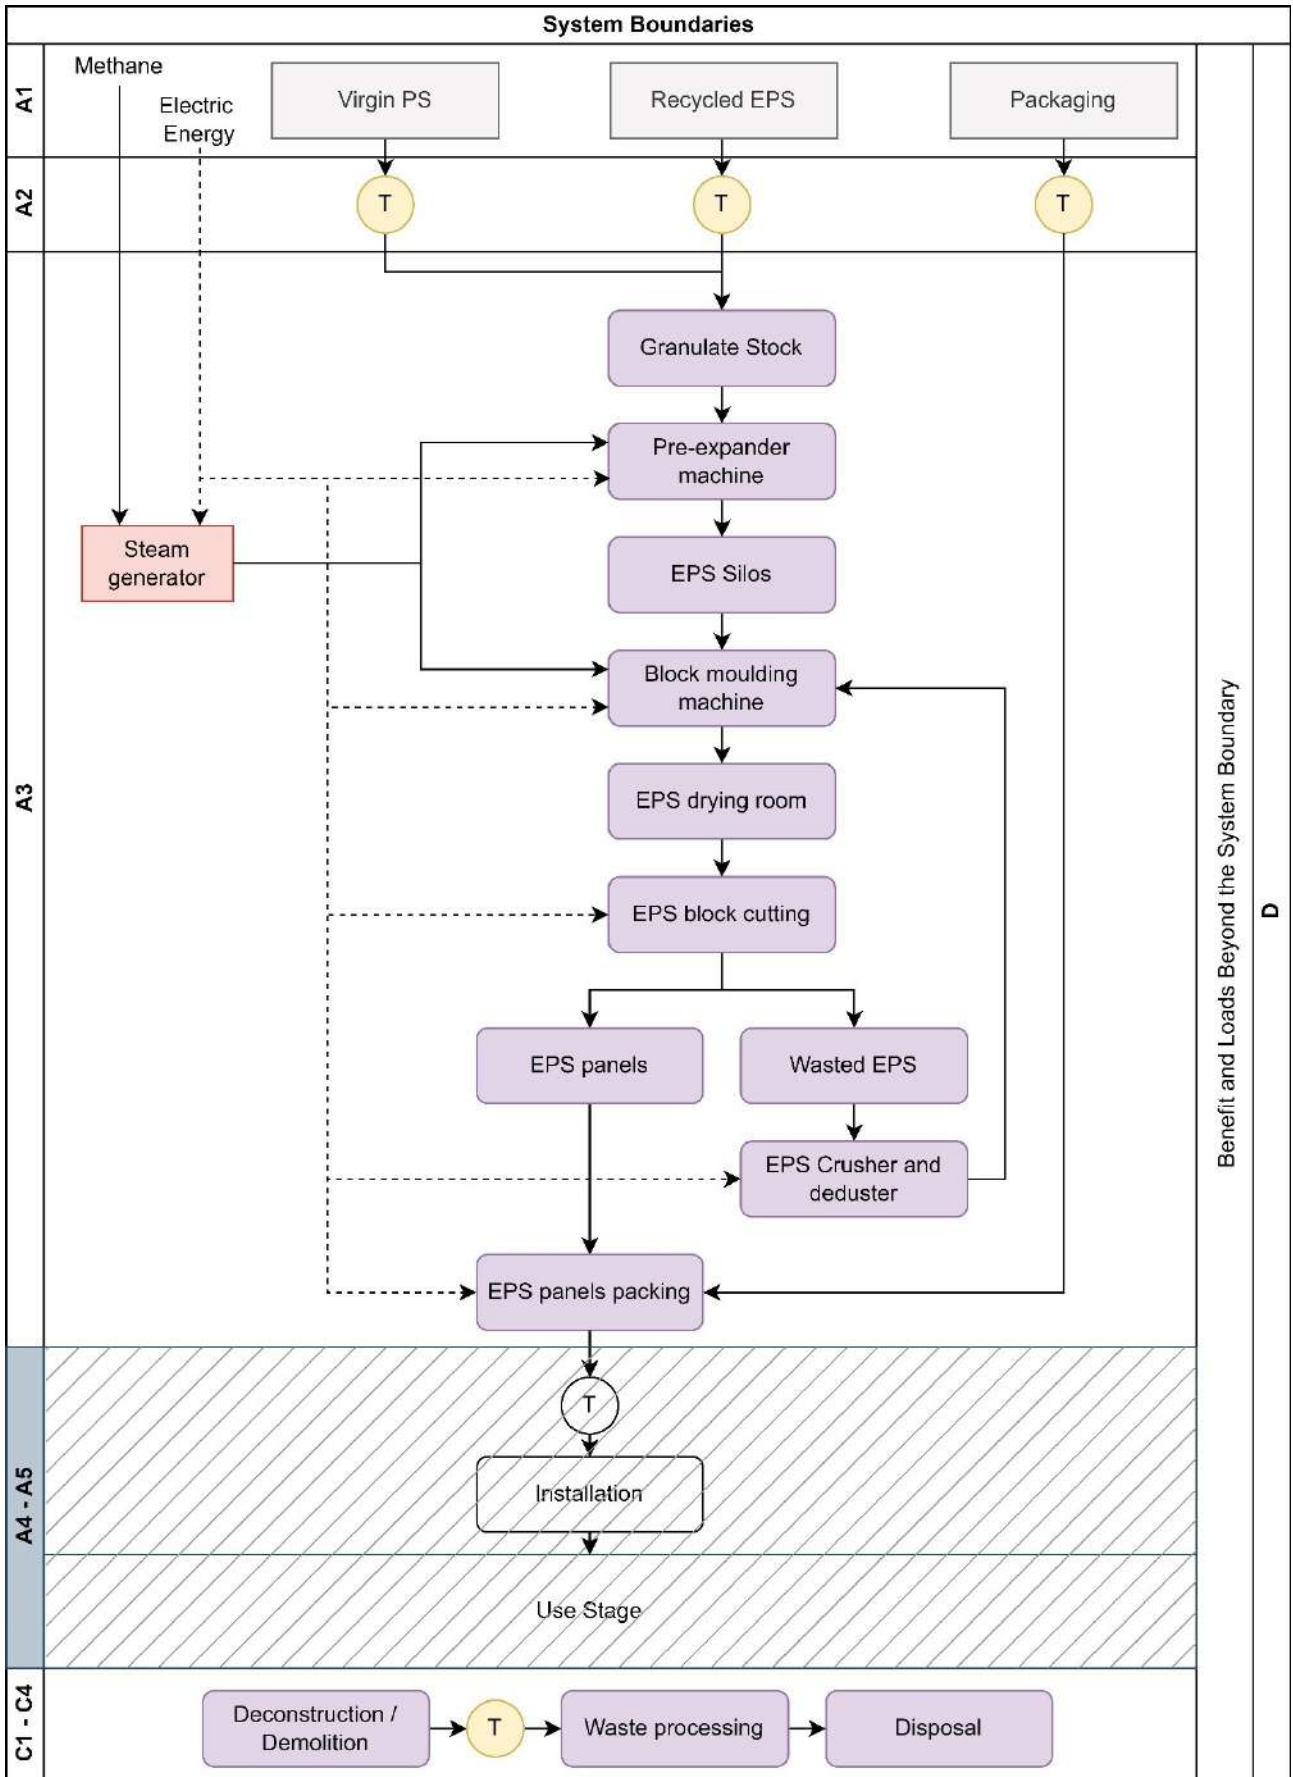 System Boundaries
A1
Methane
Electric
Energy
Virgin PS
Recycled EPS
Packaging
A2
T
T
T
A3
Granulate Stock
Pre-expander
machine
Steam
generator
EPS Silos
Block moulding
machine
EPS drying room
EPS block cutting
EPS panels
Wasted EPS
EPS Crusher and
deduster
EPS panels packing
A4 - A5
T
Installation
Use Stage
C1 - C4
Deconstruction /
Demolition
T
Waste processing
Disposal
Benefit and Loads Beyond the System Boundary
D